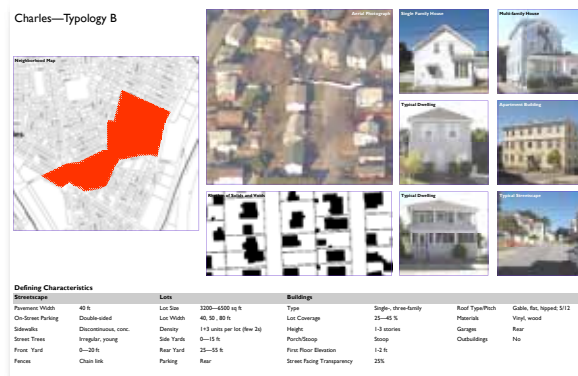 Charles—Typology B
Neighborhood Map
Aerial Photograph
Single Family House
Multi-family House
Typical Dwelling
Apartment Building
Rhythm of Solids and Voids
Typical Dwelling
Typical Streetscape
Defining Characteristics
Streetscape Lots Buildings
Pavement Width 40 ft Lot Size 3200—6500 sq ft Type Single-, three-family Roof Type/Pitch Gable, flat, hipped; 5/12
On-Street Parking Double-sided Lot Width 40, 50 , 80 ft Lot Coverage 25—45 % Materials Vinyl, wood
Sidewalks Discontinuous, conc. Density 1+3 units per lot (few 2s) Height 1-3 stories Garages Rear
Street Trees Irregular, young Side Yards 0—15 ft Porch/Stoop Stoop Outbuildings No
Front Yard 0—20 ft Rear Yard 25—55 ft First Floor Elevation 1-2 ft
Fences Chain link Parking Rear Street Facing Transparency 25%